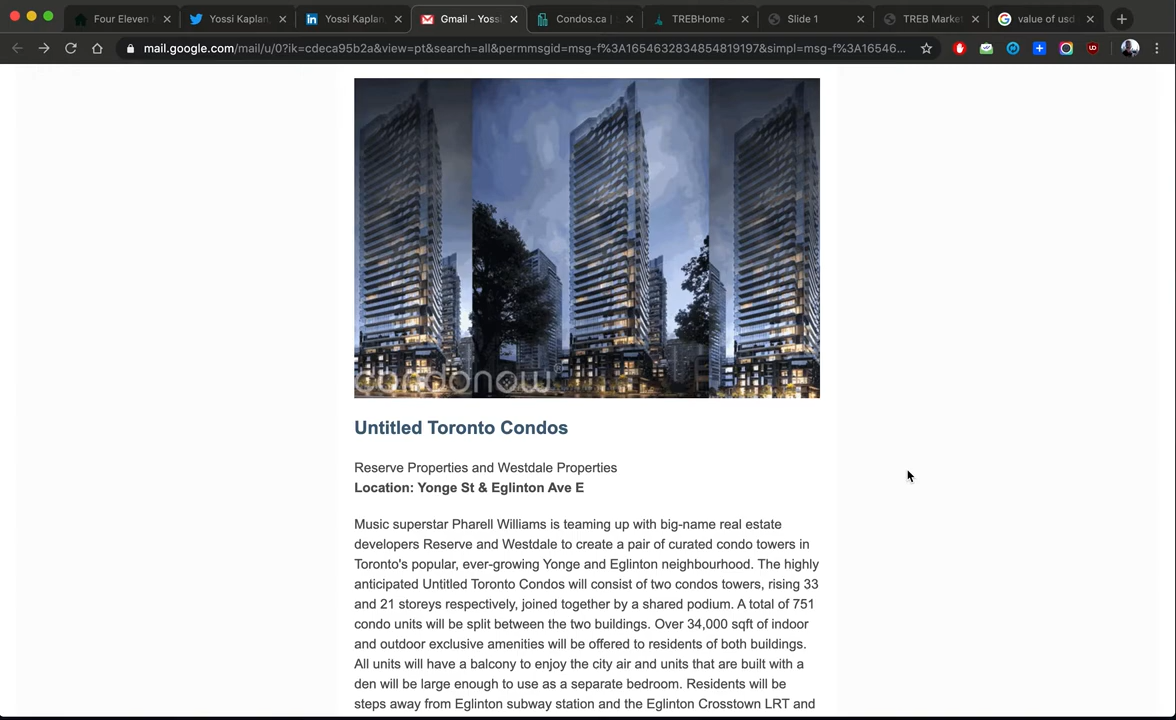 Four Eleven
Yossi Kaplan,
Yossi Kaplan,
Gmail - Yoss
Condos.ca |
TREBHome -
Slide 1
TREB Market
value of usd
mail.google.com/mail/u/0?ik=cdeca95b2a&view=pt&search=all&permmsgid=msg-f%3A1654632834854819197&simpl=msg-f%3A16546...
condonow
Untitled Toronto Condos
Reserve Properties and Westdale Properties
Location: Yonge St & Eglinton Ave E
Music superstar Pharell Williams is teaming up with big-name real estate
developers Reserve and Westdale to create a pair of curated condo towers in
Toronto's popular, ever-growing Yonge and Eglinton neighbourhood. The highly
anticipated Untitled Toronto Condos will consist of two condos towers, rising 33
and 21 storeys respectively, joined together by a shared podium. A total of 751
condo units will be split between the two buildings. Over 34,000 sqft of indoor
and outdoor exclusive amenities will be offered to residents of both buildings.
All units will have a balcony to enjoy the city air and units that are built with a
den will be large enough to use as a separate bedroom. Residents will be
steps away from Eglinton subway station and the Eglinton Crosstown LRT and